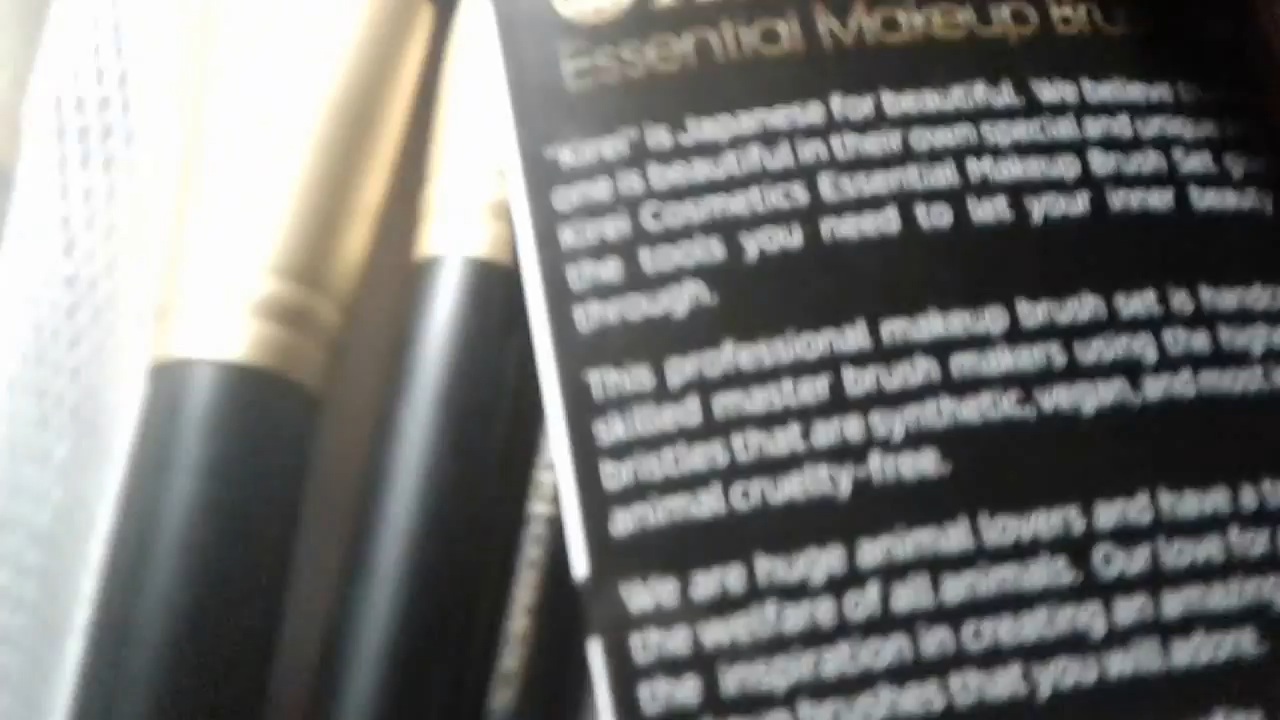 Essential Makeup
"Kirei" is Japanese for beautiful. We believe
one is beautiful in their own special and unique
Kirei Cosmetics Essential Makeup Brush Set
the tools you need to let your inner
through.
This professional makeup brush set is
skilled master brush makers using the
bristles that are synthetic, vegan, and most
animal cruelty-free.
We are huge animal lovers and have a
the welfare of all animals. Our love for
the inspiration in creating an amazing
brushes that you will adore.